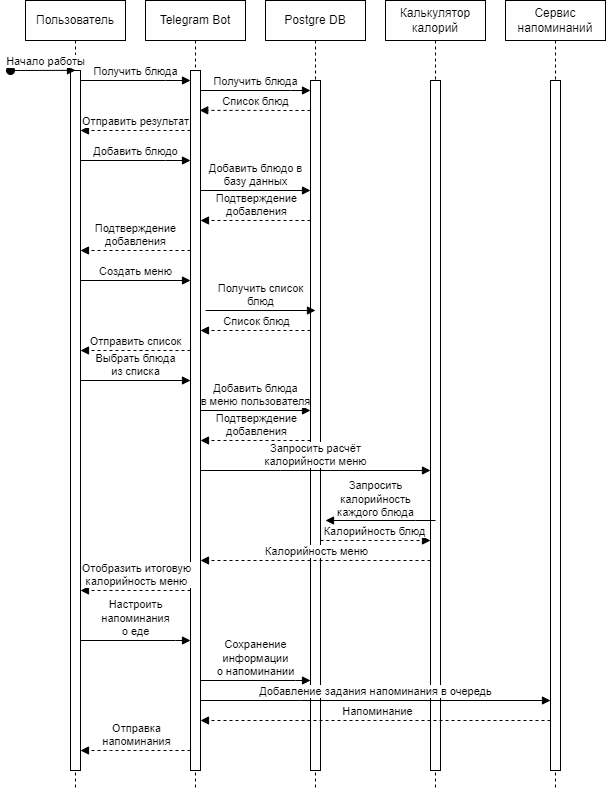 Пользователь
Telegram Bot
Postgre DB
Калькулятор
калорий
Сервис
напоминаний
Начало работы
Получить блюда
Получить блюда
Список блюд
Отправить результат
Добавить блюдо
Добавить блюдо в
базу данных
Подтверждение
добавления
Подтверждение
добавления
Создать меню
Получить список
блюд
Список блюд
Отправить список
Выбрать блюда
из списка
Добавить блюда
в меню пользователя
Подтверждение
добавления
Запросить расчёт
калорийности меню
Запросить
калорийность
каждого блюда
Калорийность блюд
Калорийность меню
Отобразить итоговую
калорийность меню
Настроить
напоминания
о еде
Сохранение
информации
о напоминании
Добавление задания напоминания в очередь
Напоминание
Отправка
напоминания